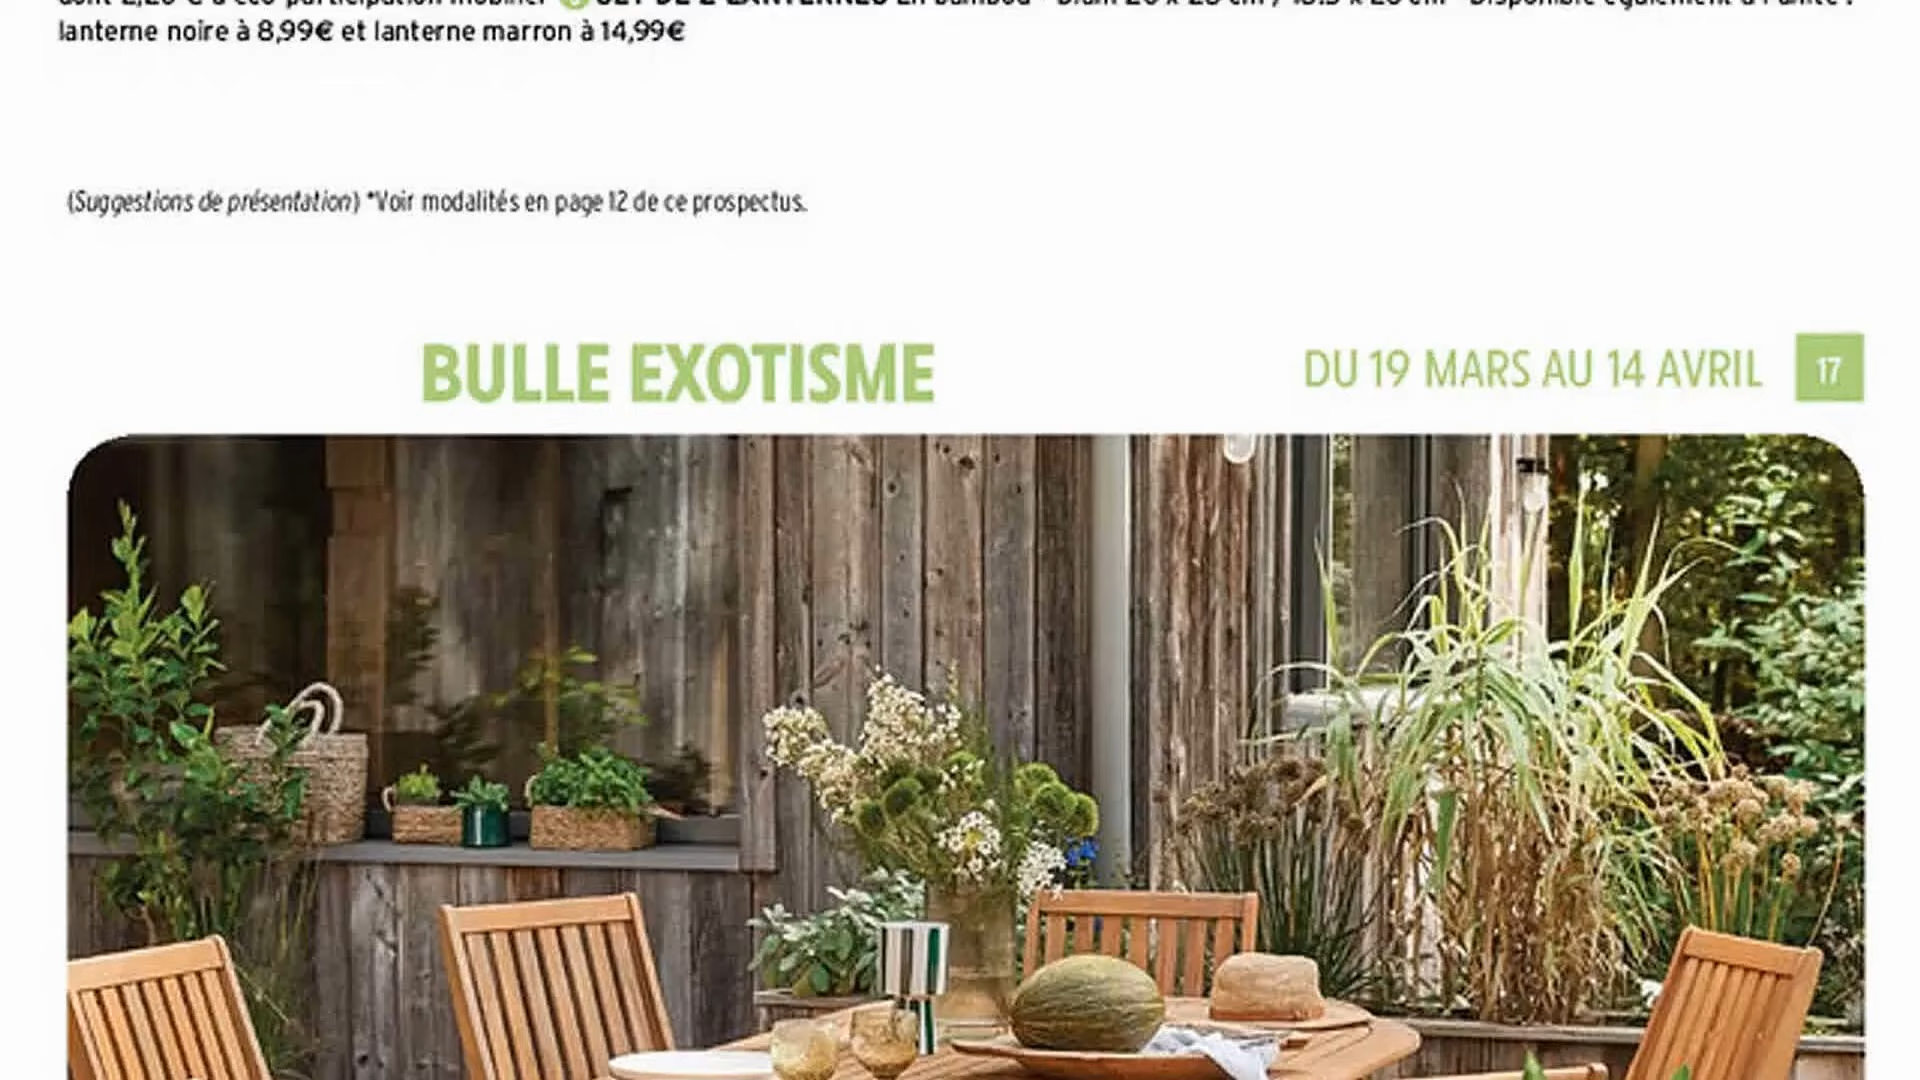 lanterne noire à 8,99€ et lanterne marron à 14,99€
(Suggestions de présentation) *Voir modalités en page 12 de ce prospectus.
BULLE EXOTISME
DU 19 MARS AU 14 AVRIL 17